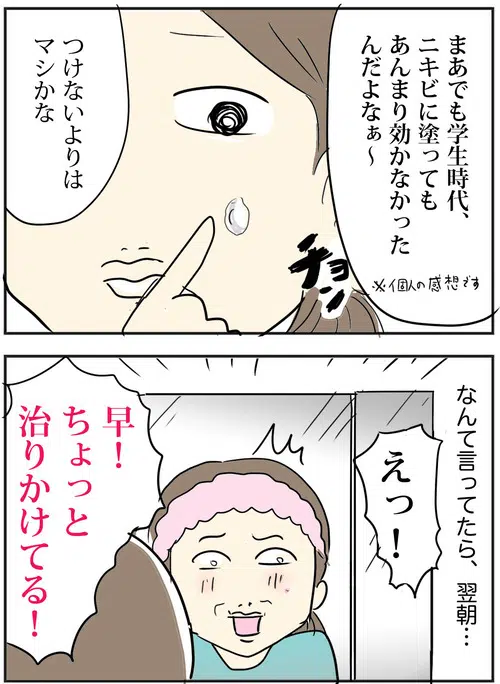 まあでも学生時代、
ニキビに塗っても
あんまり効かなかった
んだよなぁ〜
※個人の感想です
つけないよりは
マシかな
チョン
なんて言ってたら、翌朝…
えっ！
早！
ちょっと
治りかけてる！